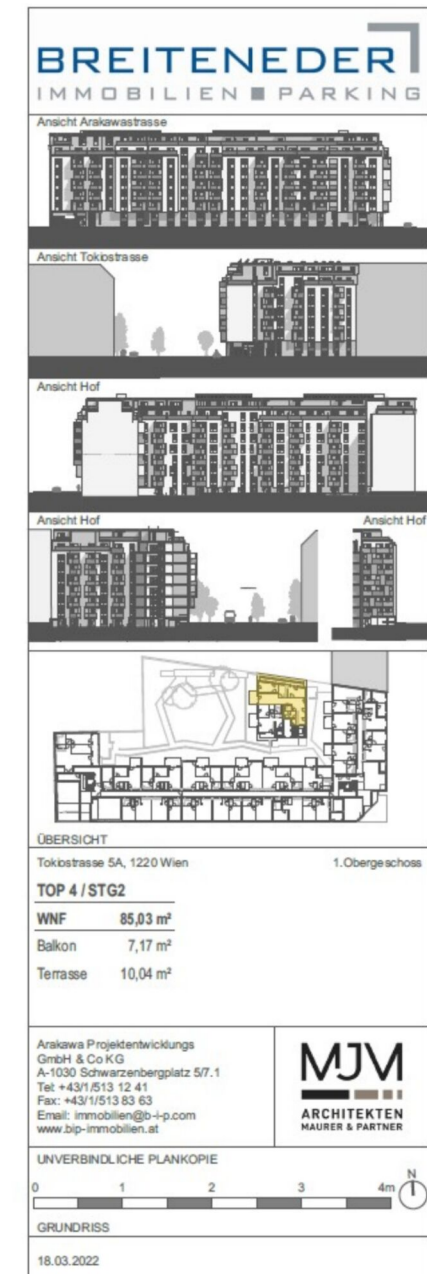 BREITENEDER
IMMOBILIEN ■ PARKING
Ansicht Arakawastrasse
Ansicht Tokiostrasse
Ansicht Hof
Ansicht Hof Ansicht Hof
ÜBERSICHT
Tokiostrasse 5A, 1220 Wien 1.Obergeschoss
TOP 4 / STG2
WNF 85,03 m²
Balkon 7,17 m²
Terrasse 10,04 m²
Arakawa Projektentwicklungs
GmbH & Co KG
A-1030 Schwarzenbergplatz 5/7.1
Tel: +43/1/513 12 41
Fax: +43/1/513 83 63
Email: immobilien@b-i-p.com
www.bip-immobilien.at
MJM
ARCHITEKTEN
MAURER & PARTNER
UNVERBINDLICHE PLANKOPIE
0 1 2 3 4m N
GRUNDRISS
18.03.2022